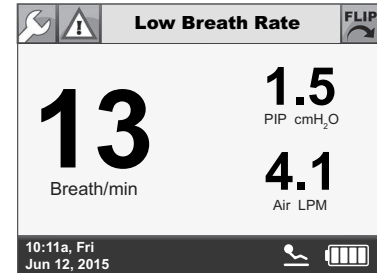 Low Breath Rate
FLIP
13
Breath/min
1.5
PIP cmH₂O
4.1
Air LPM
10:11a, Fri
Jun 12, 2015